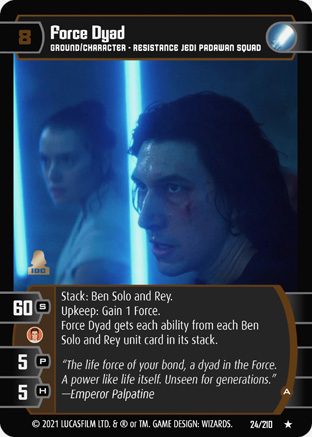 8
Force Dyad
GROUND/CHARACTER - RESISTANCE JEDI PADAWAN SQUAD
IDC
60 S
Stack: Ben Solo and Rey.
Upkeep: Gain 1 Force.
Force Dyad gets each ability from each Ben
Solo and Rey unit card in its stack.
5 P
5 H
"The life force of your bond, a dyad in the Force.
A power like life itself. Unseen for generations."
—Emperor Palpatine
A
© 2021 LUCASFILM LTD. & ® or TM. GAME DESIGN: WIZARDS.
24/210